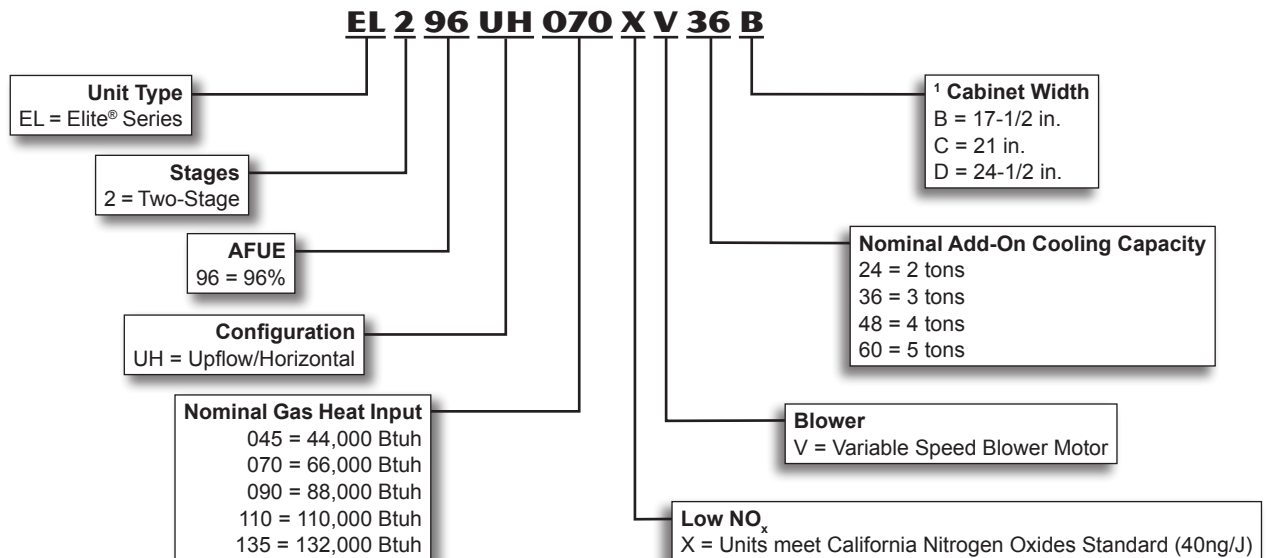 EL 2 96 UH 070 X V 36 B
Unit Type
EL = Elite® Series
Stages
2 = Two-Stage
AFUE
96 = 96%
Configuration
UH = Upflow/Horizontal
Nominal Gas Heat Input
045 = 44,000 Btuh
070 = 66,000 Btuh
090 = 88,000 Btuh
110 = 110,000 Btuh
135 = 132,000 Btuh
¹ Cabinet Width
B = 17-1/2 in.
C = 21 in.
D = 24-1/2 in.
Nominal Add-On Cooling Capacity
24 = 2 tons
36 = 3 tons
48 = 4 tons
60 = 5 tons
Blower
V = Variable Speed Blower Motor
Low NOₓ
X = Units meet California Nitrogen Oxides Standard (40ng/J)